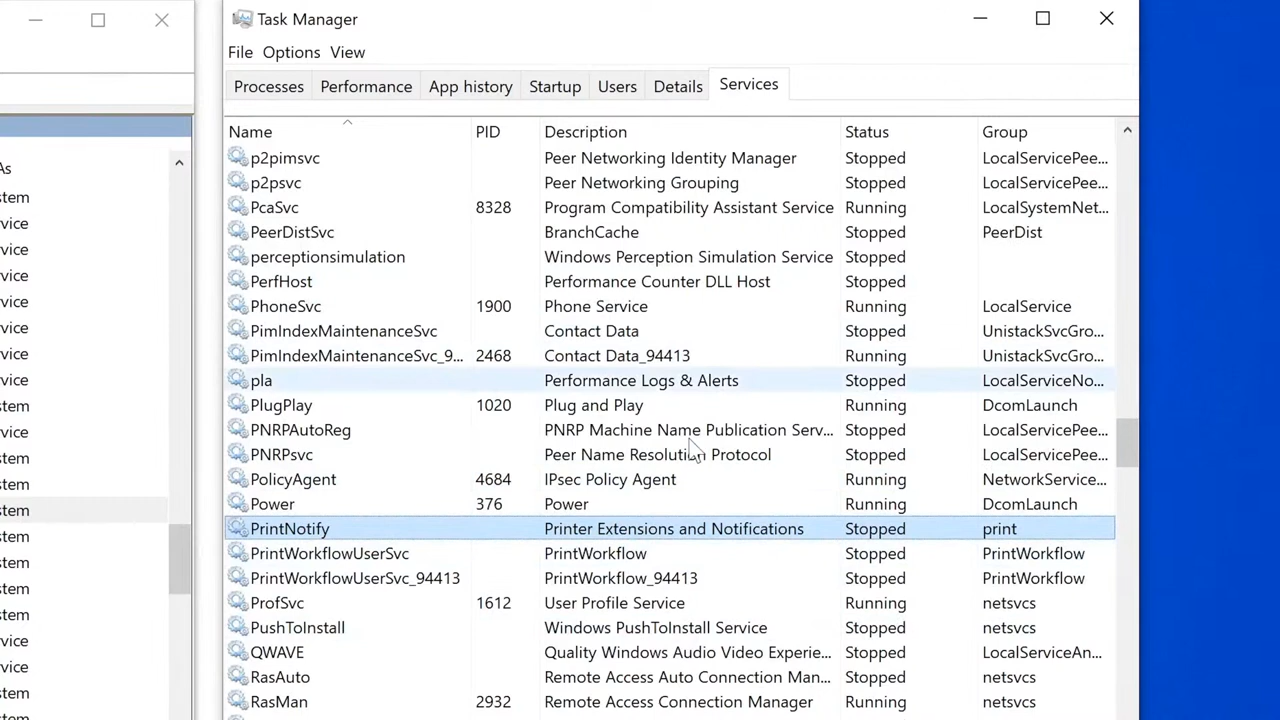 Task Manager
File Options View
Processes Performance App history Startup Users Details Services
Name PID Description Status Group
p2pimsvc Peer Networking Identity Manager Stopped LocalServicePee...
p2psvc Peer Networking Grouping Stopped LocalServicePee...
PcaSvc 8328 Program Compatibility Assistant Service Running LocalSystemNet...
PeerDistSvc BranchCache Stopped PeerDist
perceptionsimulation Windows Perception Simulation Service Stopped
PerfHost Performance Counter DLL Host Stopped
PhoneSvc 1900 Phone Service Running LocalService
PimIndexMaintenanceSvc Contact Data Stopped UnistackSvcGro...
PimIndexMaintenanceSvc_9... 2468 Contact Data_94413 Running UnistackSvcGro...
pla Performance Logs & Alerts Stopped LocalServiceNo...
PlugPlay 1020 Plug and Play Running DcomLaunch
PNRPAutoReg PNRP Machine Name Publication Serv... Stopped LocalServicePee...
PNRPsvc Peer Name Resolution Protocol Stopped LocalServicePee...
PolicyAgent 4684 IPsec Policy Agent Running NetworkService...
Power 376 Power Running DcomLaunch
PrintNotify Printer Extensions and Notifications Stopped print
PrintWorkflowUserSvc PrintWorkflow Stopped PrintWorkflow
PrintWorkflowUserSvc_94413 PrintWorkflow_94413 Stopped PrintWorkflow
ProfSvc 1612 User Profile Service Running netsvcs
PushToInstall Windows PushToInstall Service Stopped netsvcs
QWAVE Quality Windows Audio Video Experie... Stopped LocalServiceAn...
RasAuto Remote Access Auto Connection Man... Stopped netsvcs
RasMan 2932 Remote Access Connection Manager Running netsvcs